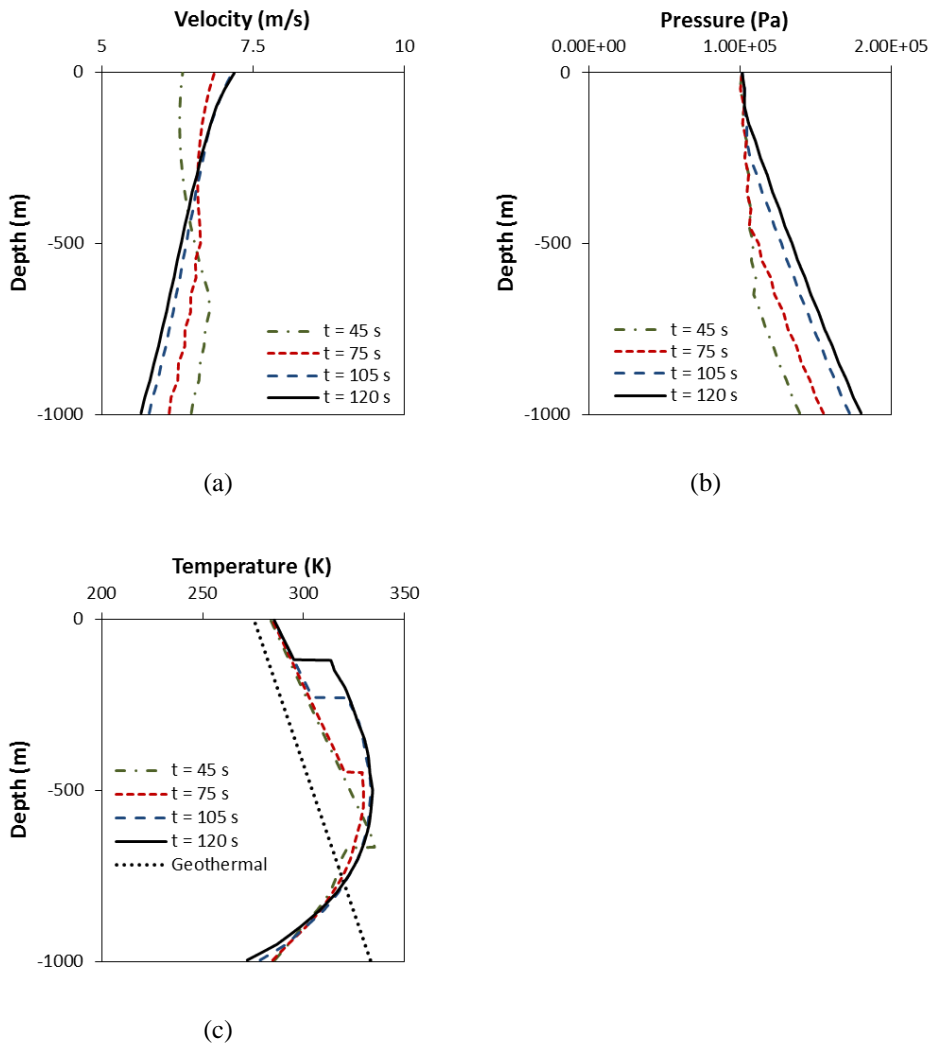 Velocity (m/s)
5 7.5 10
0
-500
-1000
Depth (m)
t = 45 s
t = 75 s
t = 105 s
t = 120 s
(a)
Pressure (Pa)
0.00E+00 1.00E+05 2.00E+05
0
-500
-1000
Depth (m)
t = 45 s
t = 75 s
t = 105 s
t = 120 s
(b)
Temperature (K)
200 250 300 350
0
-500
-1000
Depth (m)
t = 45 s
t = 75 s
t = 105 s
t = 120 s
Geothermal
(c)